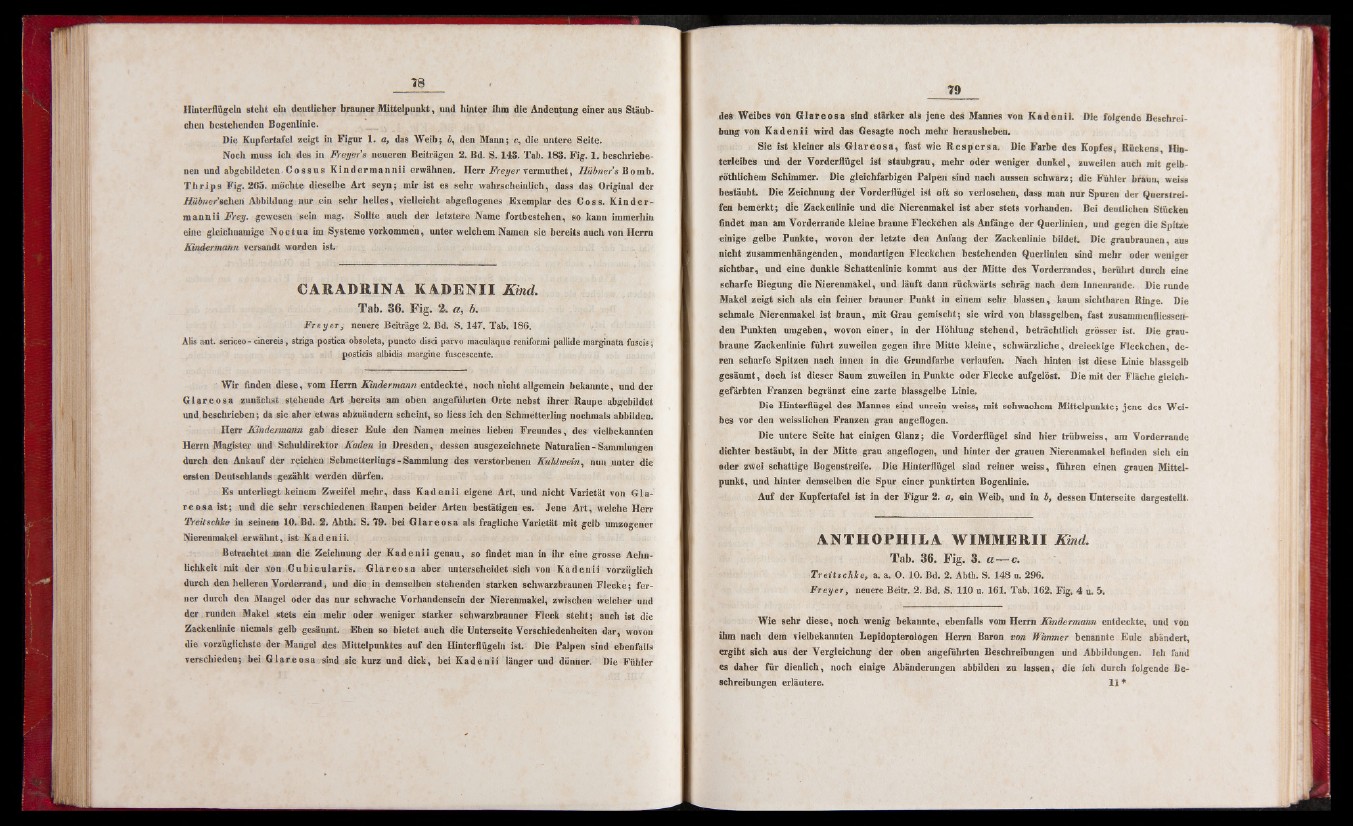 78
Hinterflügeln steht ein deutlicher brauner Mittelpunkt, und hinter ihm die Andeutung einer aus Stäub-
chen bestehenden Bogenlinie.
Die Kupfertafel zeigt in Figur 1. a, das Weib; b, den Mann; c, die untere Seite.
Noch muss ich des in Freyer's neueren Beiträgen 2. Bd. S. 143. Tab. 183. Fig. 1. beschriebe-
nen und abgebildeten Cossus Kindermannii erwähnen. Herr Freyer vermuthet, Hübner's Bomb.
Thrips Fig. 265. möchte dieselbe Art seyn; mir ist es sehr wahrscheinlich, dass das Original der
Hübner'schen Abbildung nur ein sehr helles, vielleicht abgeflogenes Exemplar des Coss. Kinder-
mannii Frey. gewesen sein mag. Sollte auch der letztere Name fortbestehen, so kann immerhin
eine gleichnamige Noctua im Systeme vorkommen, unter welchem Namen sie bereits auch von Herrn
Kindermann versandt worden ist.
CARADRINA KADENII Kind.
Tab. 36. Fig. 2. a, b.
Freyer, neuere Beiträge 2. Bd. S. 147. Tab. 186.
Alis ant. sericeo-cinereis, striga postica obsoleta, puncto disci parvo maculaque reniformi pallide marginata fuscis;
posticis albidis margine fuscescente.
Wir finden diese, vom Herrn Kindermann entdeckte, noch nicht allgemein bekannte, und der
Glareosa zunächst stehende Art bereits am oben angeführten Orte nebst ihrer Raupe abgebildet
und beschrieben; da sie aber etwas abzuändern scheint, so liess ich den Schmetterling nochmals abbilden.
Herr Kindermann gab dieser Eule den Namen meines lieben Freundes, des vielbekannten
Herrn Magister und Schuldirektor Kaden in Dresden, dessen ausgezeichnete Naturalien-Sammlungen
durch den Ankauf der reichen Schmetterlings-Sammlung des verstorbenen Kuhlwein, nun unter die
ersten Deutschlands gezählt werden dürfen.
Es unterliegt keinem Zweifel mehr, dass Kadenii eigene Art, und nicht Varietät von Gla-
reosa ist; und die sehr verschiedenen Raupen beider Arten bestätigen es. Jene Art, welche Herr
Treitschke in seinem 10. Bd. 2. Abth. S. 79. bei Glareosa als fragliche Varietät mit gelb umzogener
Nierenmakel erwähnt, ist Kadenii.
Betrachtet man die Zeichnung der Kadenii genau, so findet man in ihr eine grosse Aehn-
lichkeit mit der von Cubicularis. Glareosa aber unterscheidet sich von Kadenii vorzüglich
durch den helleren Vorderrand, und die in demselben stehenden starken schwarzbraunen Flecke; fer-
ner durch den Mangel oder das nur schwache Vorhandensein der Nierenmakel, zwischen welcher und
der runden Makel stets ein mehr oder weniger starker schwarzbrauner Fleck steht; auch ist die
Zackenlinie niemals gelb gesäumt. Eben so bietet auch die Unterseite Verschiedenheiten dar, wovon
die vorzüglichste der Mangel des Mittelpunktes auf den Hinterflügeln ist. Die Palpen sind ebenfalls
verschieden; bei Glareosa sind sie kurz und dick, bei Kadenii länger und dünner. Die Fühler
79
des Weibes von Glareosa sind stärker als jene des Mannes von Kadenii. Die folgende Beschrei-
bung von Kadenii wird das Gesagte noch mehr herausheben.
Sie ist kleiner als Glareosa, fast wie Respersa. Die Farbe des Kopfes, Rückens, Hin-
terleibes und der Vorderflügel ist staubgrau, mehr oder weniger dunkel, zuweilen auch mit gelb-
röthlichem Schimmer. Die gleichfarbigen Palpen sind nach aussen schwarz; die Fühler braun, weiss
bestäubt. Die Zeichnung der Vorderflügel ist oft so verloschen, dass man nur Spuren der Querstrei-
fen bemerkt; die Zackenlinie und die Nierenmakel ist aber stets vorhanden. Bei deutlichen Stücken
findet man am Vorderrande kleine braune Fleckchen als Anfänge der Querlinien, und gegen die Spitze
einige gelbe Punkte, wovon der letzte den Anfang der Zackenlinie bildet. Die graubraunen, aus
nicht zusammenhängenden, mondartigen Fleckchen bestehenden Querlinien sind mehr oder weniger
sichtbar, und eine dunkle Schattenlinie kommt aus der Mitte des Vorderrandes, berührt durch eine
scharfe Biegung die Nierenmakel, und läuft dann rückwärts schräg nach dem Innenrande. Die runde
Makel zeigt sich als ein feiner brauner Punkt in einem sehr blassen, kaum sichtbaren Ringe. Die
schmale Nierenmakel ist braun, mit Grau gemischt; sie wird von blassgelben, fast zusammenfliessen-
den Punkten umgeben, wovon einer, in der Höhlung stehend, beträchtlich grösser ist. Die grau-
braune Zackenlinie führt zuweilen gegen ihre Mitte kleine, schwärzliche, dreieckige Fleckchen, de-
ren scharfe Spitzen nach innen in die Grundfarbe verlaufen. Nach hinten ist diese Linie blassgelb
gesäumt, doch ist dieser Saum zuweilen in Punkte oder Flecke aufgelöst. Die mit der Fläche gleich-
gefärbten Franzen begränzt eine zarte blassgelbe Linie.
Die Hinterflügel des Mannes sind unrein weiss, mit schwachem Mittelpunkte; jene des Wei-
bes vor den weisslichen Franzen grau angeflogen.
Die untere Seite hat einigen Glanz; die Vorderflügel sind hier trübweiss, am Vorderrande
dichter bestäubt, in der Mitte grau angeflogen, und hinter der grauen Nierenmakel befinden sich ein
oder zwei schattige Bogenstreife. Die Hinterflügel sind reiner weiss, führen einen grauen Mittel-
punkt, und hinter demselben die Spur einer punktirten Bogenlinie.
Auf der Kupfertafel ist in der Figur 2. a, ein Weib, und in b, dessen Unterseite dargestellt.
ANTHOPHILA WIMMERII Kind.
Tab. 36. Fig. 3. a—c.
Treitschke, a. a. O. 10. Bd. 2. Abth. S. 148 u. 296.
Freyer, neuere Beitr. 2. Bd. S. 110 u. 161. Tab. 162. Fig. 4 u. 5.
Wie sehr diese, noch wenig bekannte, ebenfalls vom Herrn Kindermann entdeckte, und von
ihm nach dem vielbekannten Lepidopterologen Herrn Baron von Wimmer benannte Eule abändert,
ergibt sich aus der Vergleichung der oben angeführten Beschreibungen und Abbildungen. Ich fand
es daher für dienlich, noch einige Abänderungen abbilden zu lassen, die ich durch folgende Be-
schreibungen erläutere. 11*